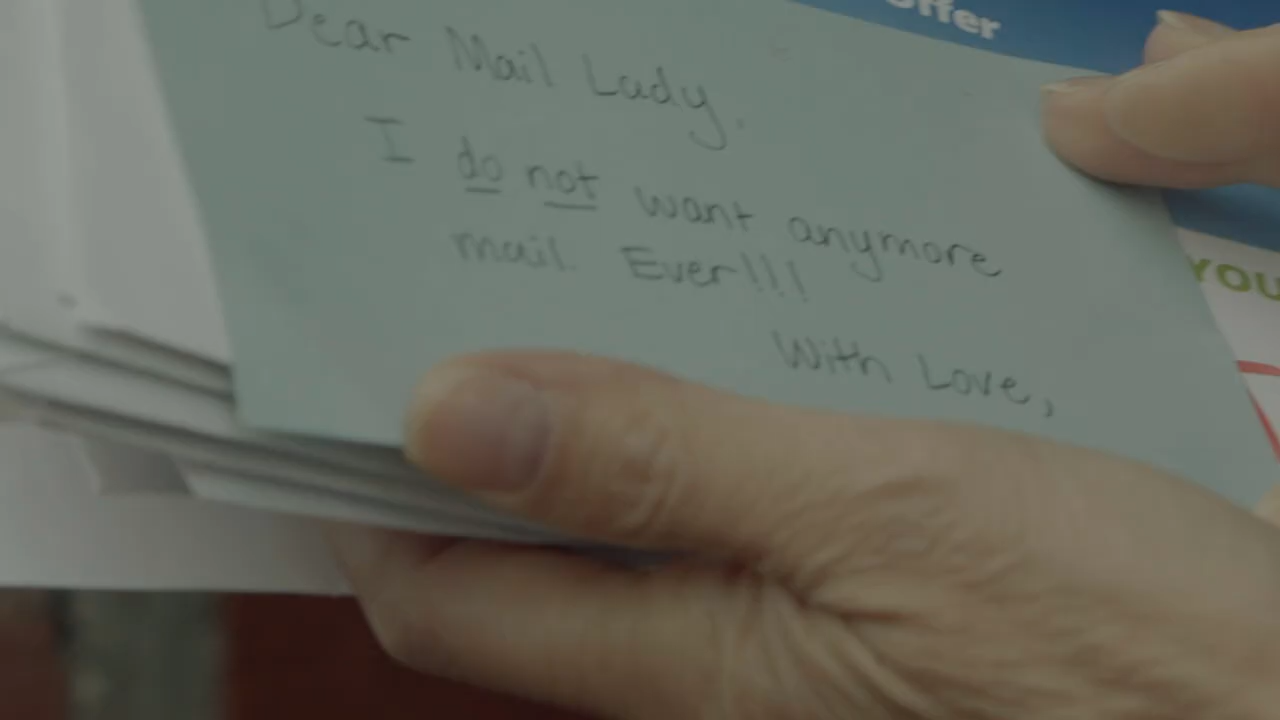 Offer
Dear Mail Lady,
I do not want anymore
mail. Ever!!!
With Love,
YOU